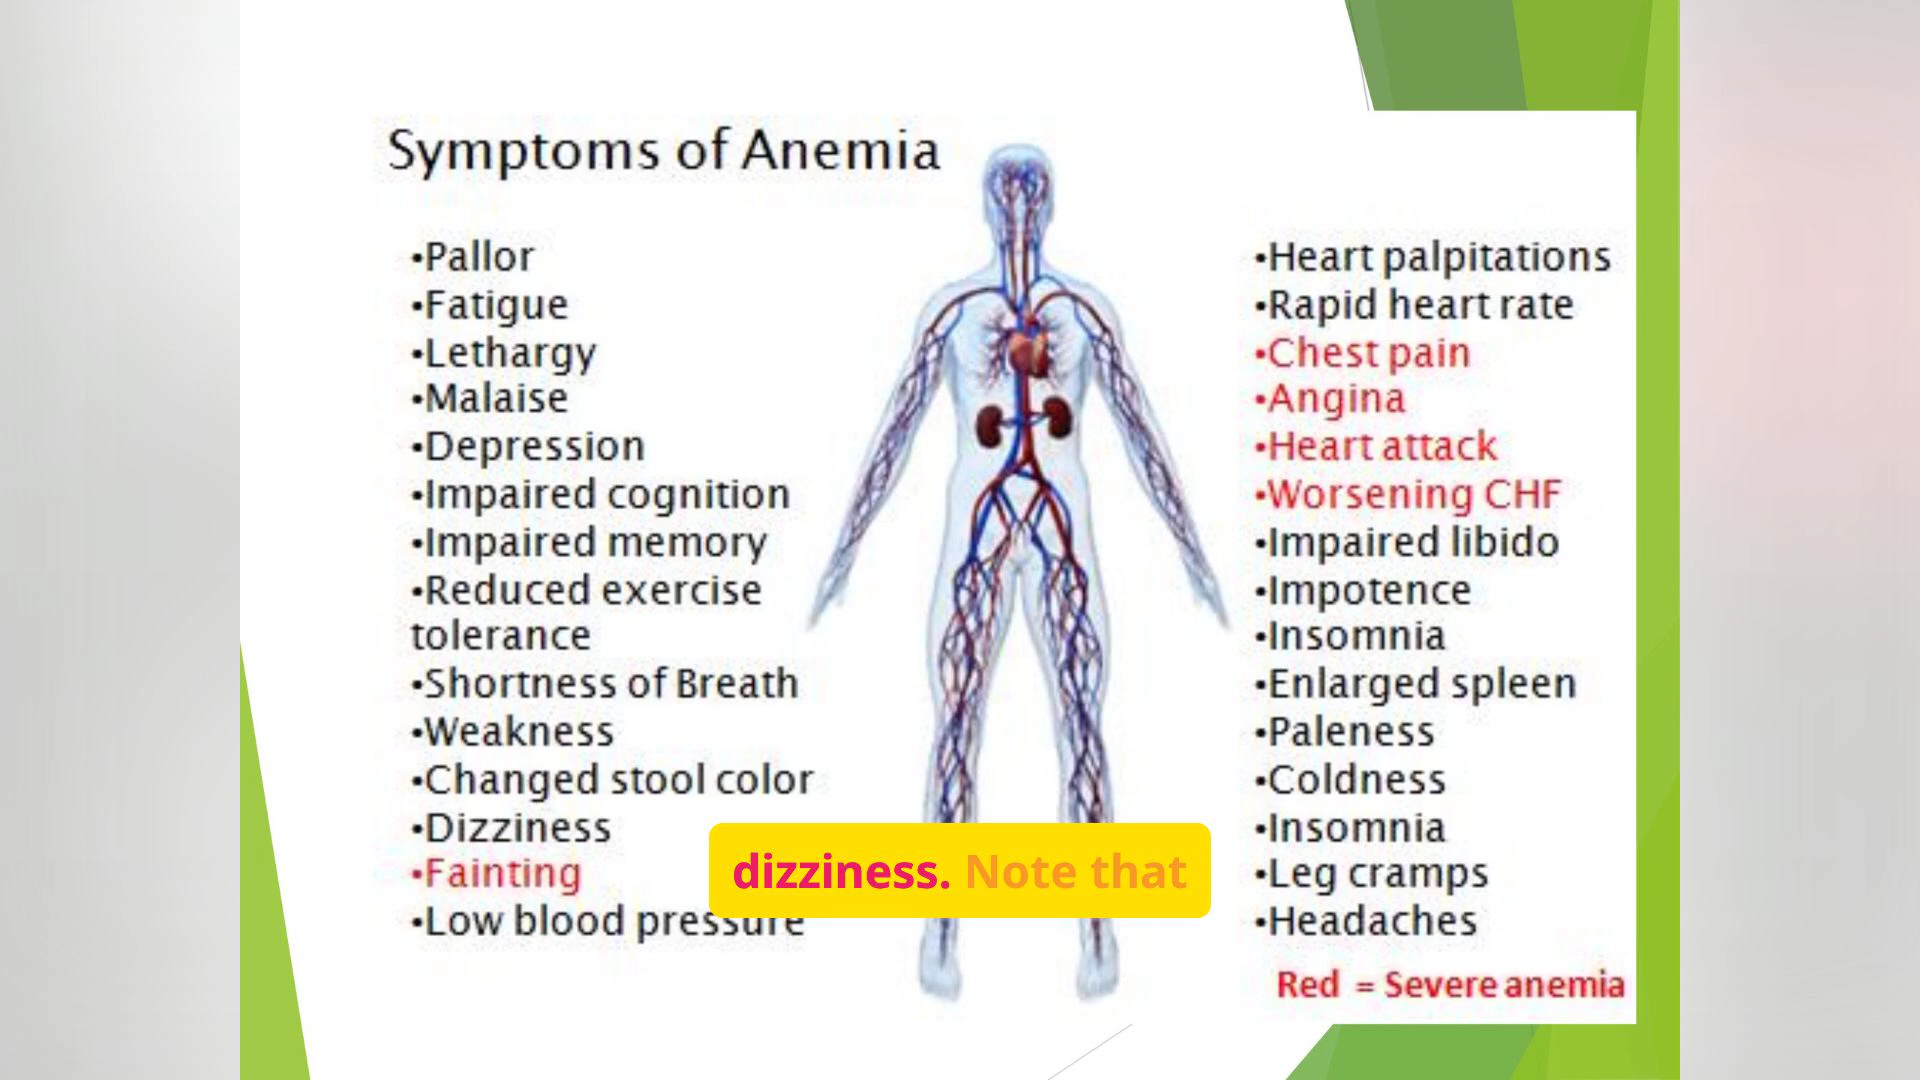 Symptoms of Anemia
•Pallor
•Fatigue
•Lethargy
•Malaise
•Depression
•Impaired cognition
•Impaired memory
•Reduced exercise
tolerance
•Shortness of Breath
•Weakness
•Changed stool color
•Dizziness
•Fainting
•Low blood pressure
•Heart palpitations
•Rapid heart rate
•Chest pain
•Angina
•Heart attack
•Worsening CHF
•Impaired libido
•Impotence
•Insomnia
•Enlarged spleen
•Paleness
•Coldness
•Insomnia
•Leg cramps
•Headaches
Red = Severe anemia
dizziness. Note that